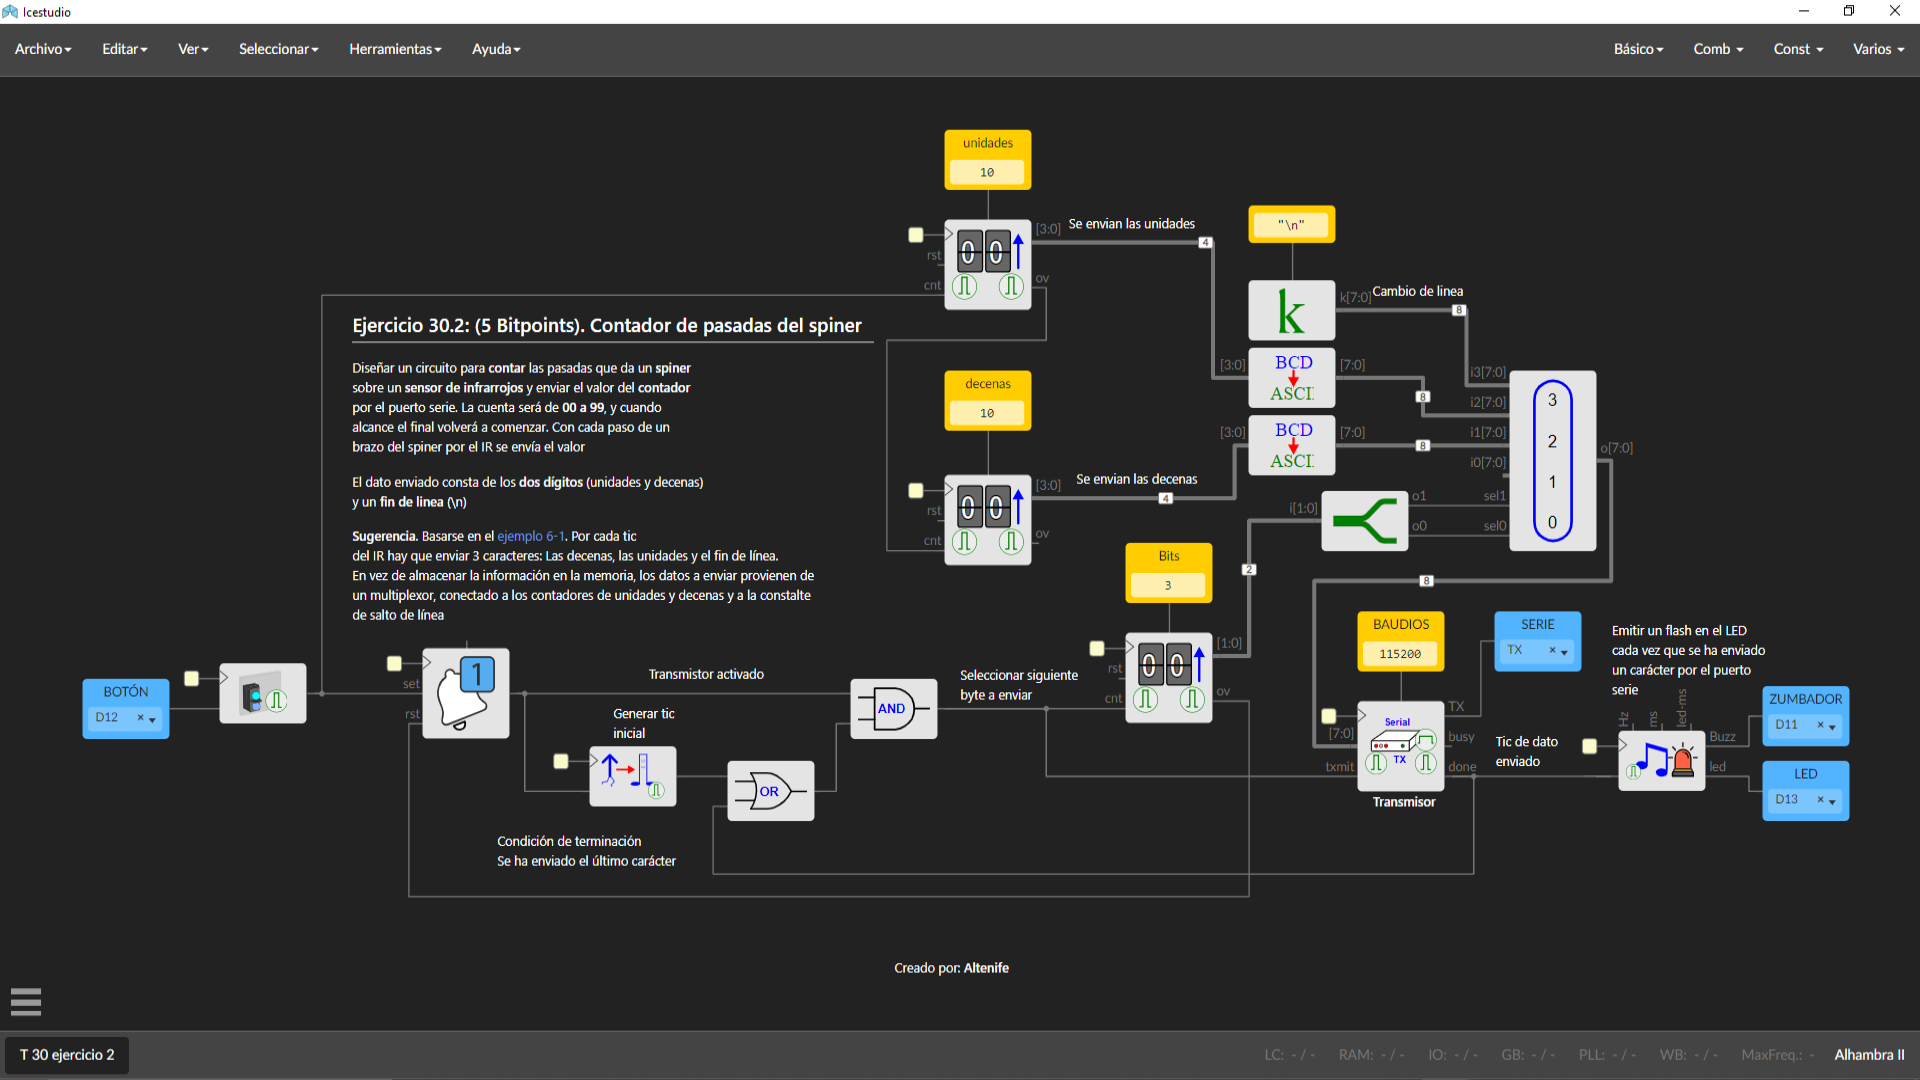 Icestudio
Archivo Editar Ver Seleccionar Herramientas Ayuda Básico Comb Const Varios
unidades
10
[3:0]
Se envian las unidades
4
rst
cnt
ov
0 0
"\n"
k
k[7:0]
Cambio de linea
8
Ejercicio 30.2: (5 Bitpoints). Contador de pasadas del spiner
Diseñar un circuito para contar las pasadas que da un spiner
sobre un sensor de infrarrojos y enviar el valor del contador
por el puerto serie. La cuenta será de 00 a 99, y cuando
alcance el final volverá a comenzar. Con cada paso de un
brazo del spiner por el IR se envía el valor
El dato enviado consta de los dos dígitos (unidades y decenas)
y un fin de linea (\n)
Sugerencia. Basarse en el ejemplo 6-1. Por cada tic
del IR hay que enviar 3 caracteres: Las decenas, las unidades y el fin de línea.
En vez de almacenar la información en la memoria, los datos a enviar provienen de
un multiplexor, conectado a los contadores de unidades y decenas y a la constalte
de salto de línea
decenas
10
[3:0]
Se envian las decenas
4
rst
cnt
ov
0 0
[3:0]
BCD
ASCI
[7:0]
8
[3:0]
BCD
ASCI
[7:0]
8
i3[7:0]
i2[7:0]
i1[7:0]
i0[7:0]
sel1
sel0
3
2
1
0
o[7:0]
8
i[1:0]
o1
o0
2
Bits
3
[1:0]
rst
cnt
ov
0 0
BOTÓN
D12
set
rst
1
Transmistor activado
Generar tic
inicial
AND
OR
Seleccionar siguiente
byte a enviar
Condición de terminación
Se ha enviado el último carácter
BAUDIOS
115200
SERIE
TX
[7:0]
txmit
Serial
TX
TX
busy
done
Transmisor
Tic de dato
enviado
Emitir un flash en el LED
cada vez que se ha enviado
un carácter por el puerto
serie
Hz
ms
led-ms
Buzz
led
ZUMBADOR
D11
LED
D13
Creado por: Altenife
T 30 ejercicio 2
LC: - / - RAM: - / - IO: - / - GB: - / - PLL: - / - WB: - / - MaxFreq.: - Alhambra II